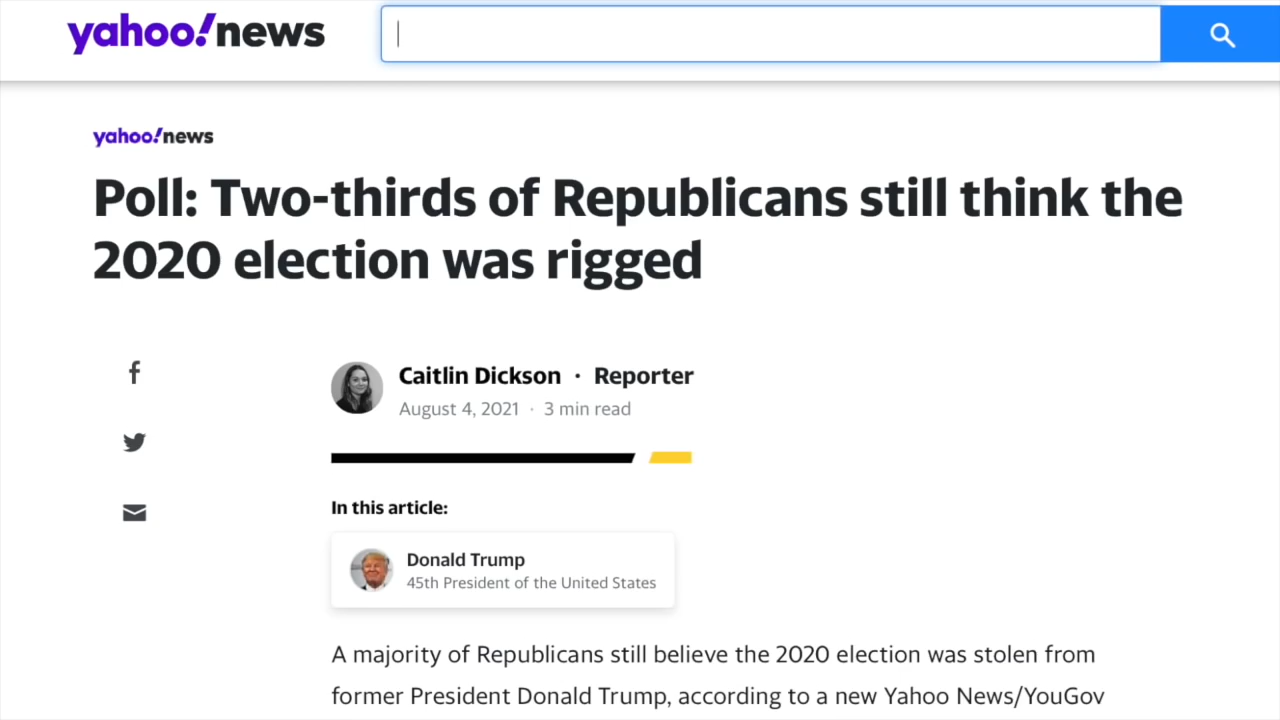 yahoo!news
yahoo!news
Poll: Two-thirds of Republicans still think the
2020 election was rigged
Caitlin Dickson · Reporter
August 4, 2021 · 3 min read
In this article:
Donald Trump
45th President of the United States
A majority of Republicans still believe the 2020 election was stolen from
former President Donald Trump, according to a new Yahoo News/YouGov